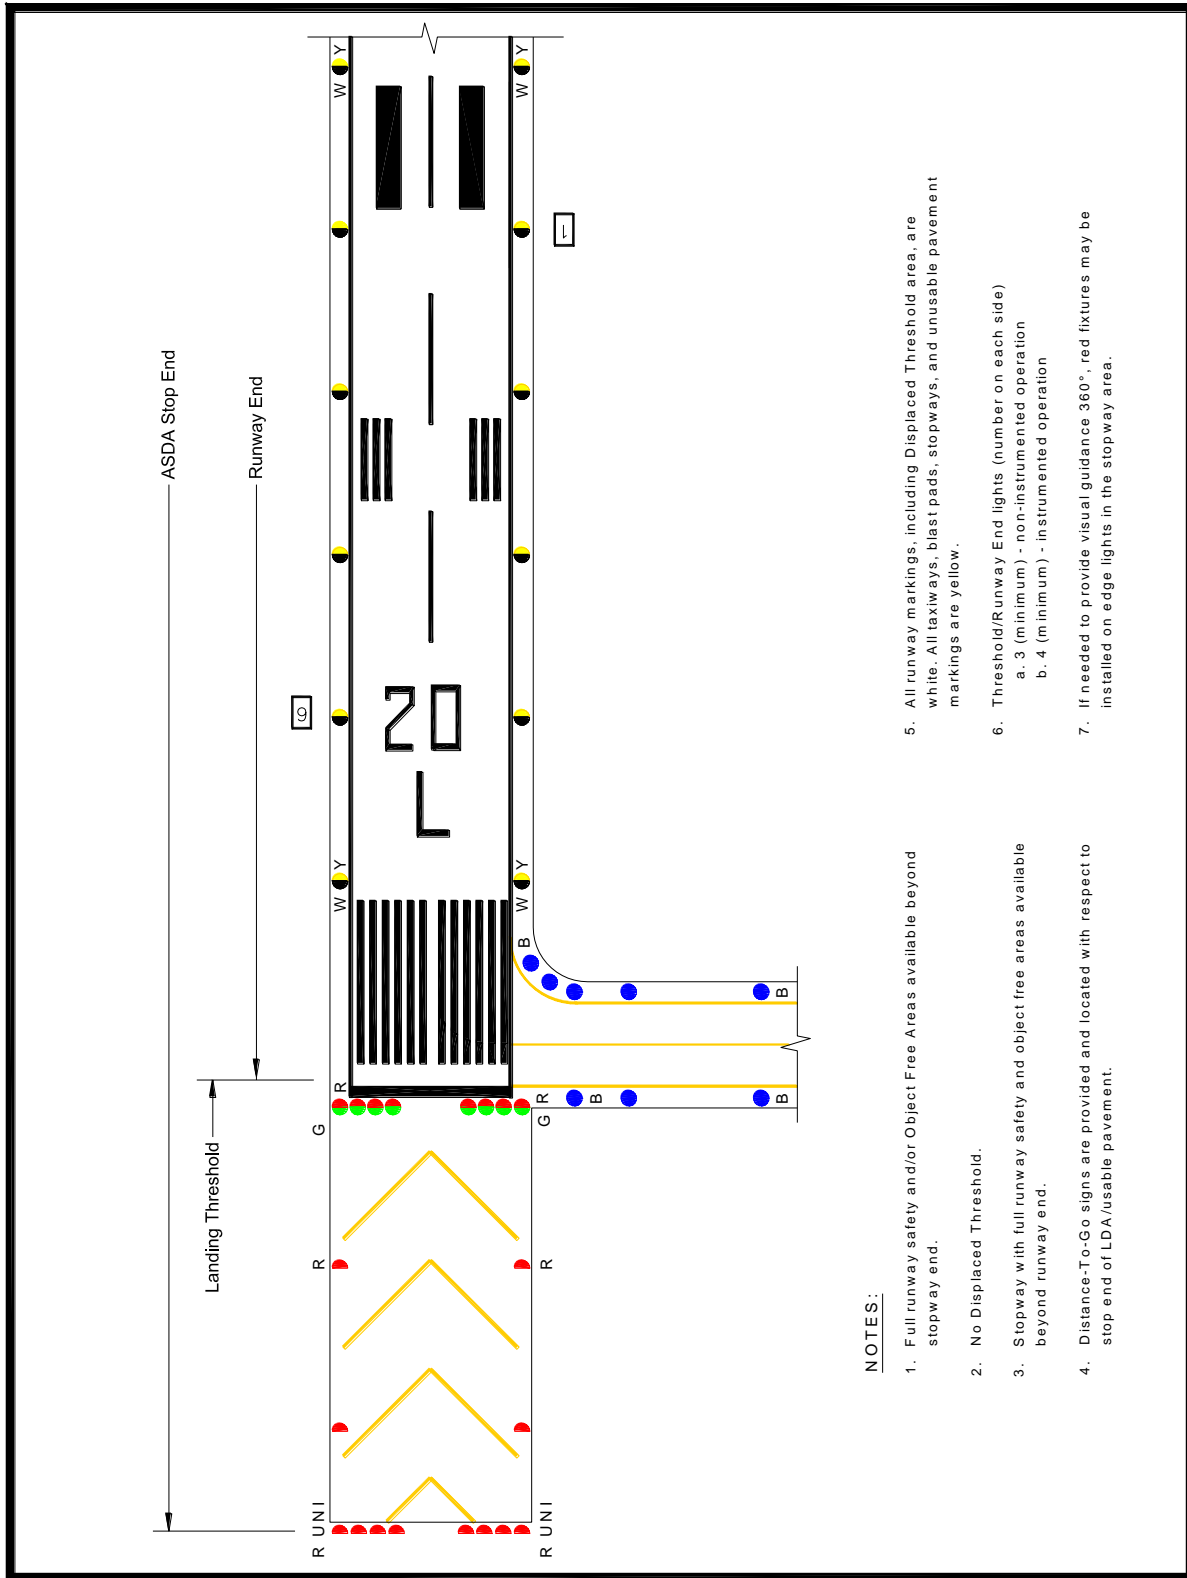 ASDA Stop End
Runway End
Landing Threshold
R UNI
R
G
R
W Y
W Y
9
20
L
1
R UNI
R
G R
B
B
B
B
W Y
W Y
NOTES:
1. Full runway safety and/or Object Free Areas available beyond
stopway end.
2. No Displaced Threshold.
3. Stopway with full runway safety and object free areas available
beyond runway end.
4. Distance-To-Go signs are provided and located with respect to
stop end of LDA/usable pavement.
5. All runway markings, including Displaced Threshold area, are
white. All taxiways, blast pads, stopways, and unusable pavement
markings are yellow.
6. Threshold/Runway End lights (number on each side)
a. 3 (minimum) - non-instrumented operation
b. 4 (minimum) - instrumented operation
7. If needed to provide visual guidance 360°, red fixtures may be
installed on edge lights in the stopway area.